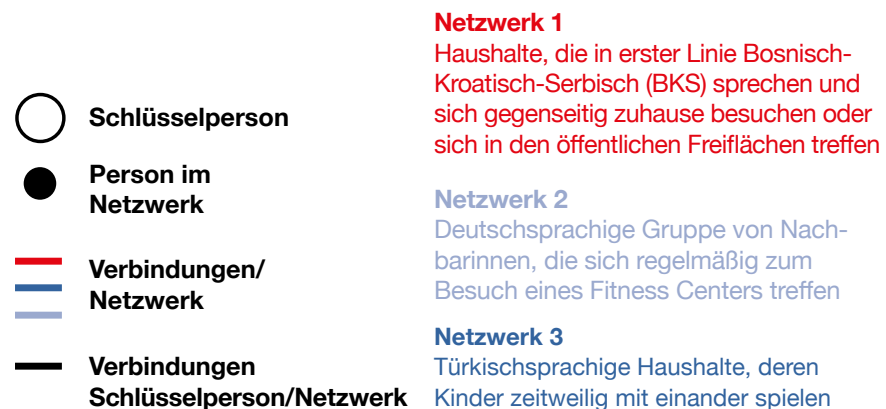 Schlüsselperson
Person im
Netzwerk
Verbindungen/
Netzwerk
Verbindungen
Schlüsselperson/Netzwerk
Netzwerk 1
Haushalte, die in erster Linie Bosnisch-
Kroatisch-Serbisch (BKS) sprechen und
sich gegenseitig zuhause besuchen oder
sich in den öffentlichen Freiflächen treffen
Netzwerk 2
Deutschsprachige Gruppe von Nach-
barinnen, die sich regelmäßig zum
Besuch eines Fitness Centers treffen
Netzwerk 3
Türkischsprachige Haushalte, deren
Kinder zeitweilig mit einander spielen